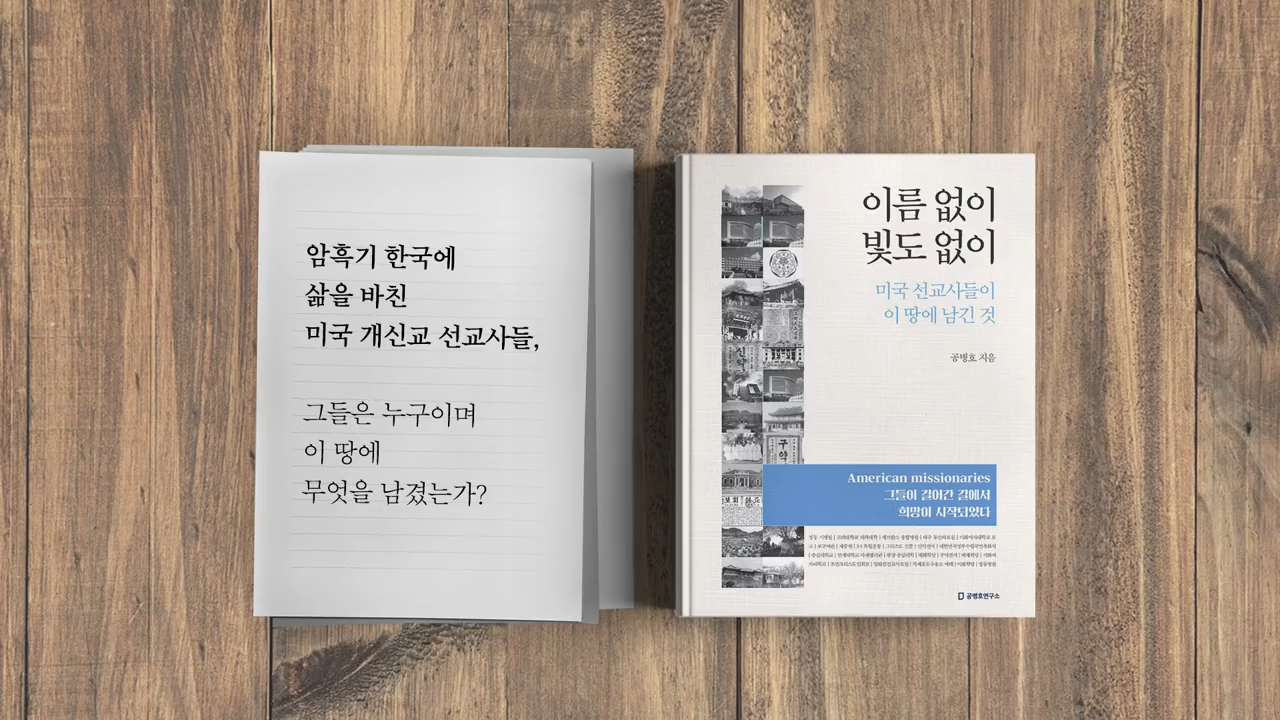 암흑기 한국에
삶을 바친
미국 개신교 선교사들,
그들은 누구이며
이 땅에
무엇을 남겼는가?
이름 없이
빛도 없이
미국 선교사들이
이 땅에 남긴 것
공병호 지음
신약
구약
American missionaries
그들이 걸어간 길에서
희망이 시작되었다
공병호연구소